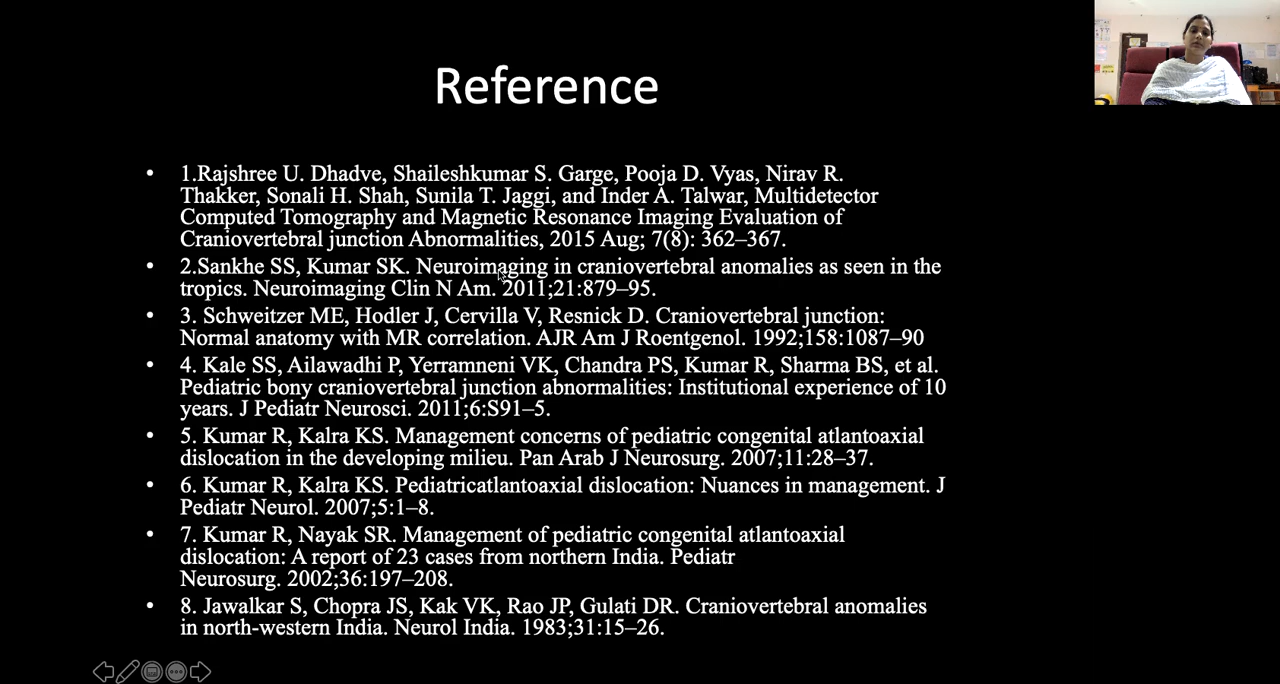 Reference
• 1.Rajshree U. Dhadve, Shaileshkumar S. Garge, Pooja D. Vyas, Nirav R.
Thakker, Sonali H. Shah, Sunila T. Jaggi, and Inder A. Talwar, Multidetector
Computed Tomography and Magnetic Resonance Imaging Evaluation of
Craniovertebral junction Abnormalities, 2015 Aug; 7(8): 362–367.
• 2.Sankhe SS, Kumar SK. Neuroimaging in craniovertebral anomalies as seen in the
tropics. Neuroimaging Clin N Am. 2011;21:879–95.
• 3. Schweitzer ME, Hodler J, Cervilla V, Resnick D. Craniovertebral junction:
Normal anatomy with MR correlation. AJR Am J Roentgenol. 1992;158:1087–90
• 4. Kale SS, Ailawadhi P, Yerramneni VK, Chandra PS, Kumar R, Sharma BS, et al.
Pediatric bony craniovertebral junction abnormalities: Institutional experience of 10
years. J Pediatr Neurosci. 2011;6:S91–5.
• 5. Kumar R, Kalra KS. Management concerns of pediatric congenital atlantoaxial
dislocation in the developing milieu. Pan Arab J Neurosurg. 2007;11:28–37.
• 6. Kumar R, Kalra KS. Pediatricatlantoaxial dislocation: Nuances in management. J
Pediatr Neurol. 2007;5:1–8.
• 7. Kumar R, Nayak SR. Management of pediatric congenital atlantoaxial
dislocation: A report of 23 cases from northern India. Pediatr
Neurosurg. 2002;36:197–208.
• 8. Jawalkar S, Chopra JS, Kak VK, Rao JP, Gulati DR. Craniovertebral anomalies
in north-western India. Neurol India. 1983;31:15–26.